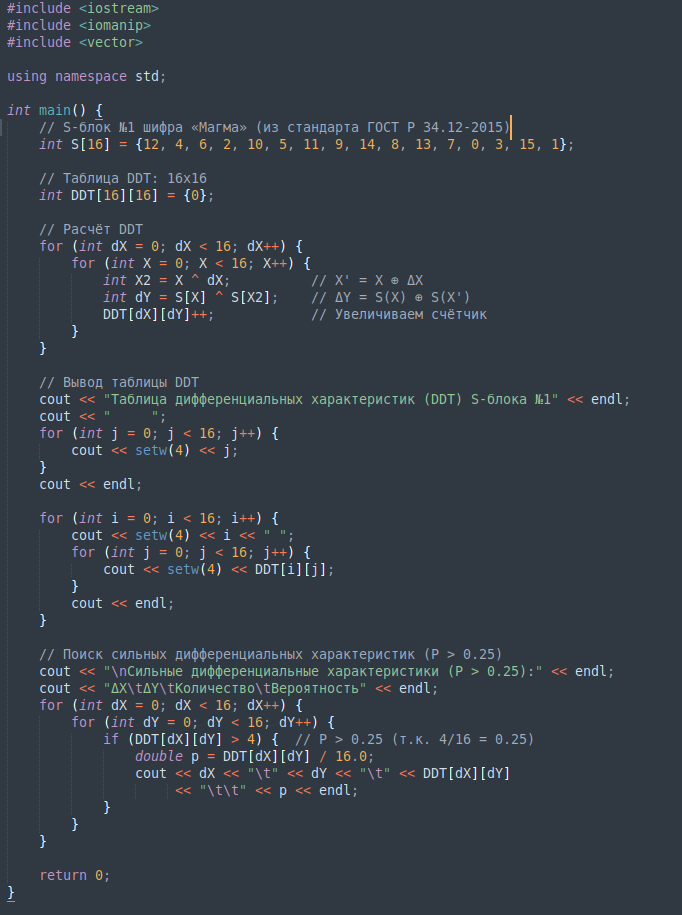 #include <iostream>
#include <iomanip>
#include <vector>

using namespace std;

int main() {
    // S-блок №1 шифра «Магма» (из стандарта ГОСТ Р 34.12-2015)
    int S[16] = {12, 4, 6, 2, 10, 5, 11, 9, 14, 8, 13, 7, 0, 3, 15, 1};

    // Таблица DDT: 16x16
    int DDT[16][16] = {0};

    // Расчёт DDT
    for (int dX = 0; dX < 16; dX++) {
        for (int X = 0; X < 16; X++) {
            int X2 = X ^ dX;          // X' = X ⊕ ΔX
            int dY = S[X] ^ S[X2];    // ΔY = S(X) ⊕ S(X')
            DDT[dX][dY]++;            // Увеличиваем счётчик
        }
    }

    // Вывод таблицы DDT
    cout << "Таблица дифференциальных характеристик (DDT) S-блока №1" << endl;
    cout << "     ";
    for (int j = 0; j < 16; j++) {
        cout << setw(4) << j;
    }
    cout << endl;

    for (int i = 0; i < 16; i++) {
        cout << setw(4) << i << " ";
        for (int j = 0; j < 16; j++) {
            cout << setw(4) << DDT[i][j];
        }
        cout << endl;
    }

    // Поиск сильных дифференциальных характеристик (P > 0.25)
    cout << "\nСильные дифференциальные характеристики (P > 0.25):" << endl;
    cout << "ΔX\tΔY\tКоличество\tВероятность" << endl;
    for (int dX = 0; dX < 16; dX++) {
        for (int dY = 0; dY < 16; dY++) {
            if (DDT[dX][dY] > 4) {  // P > 0.25 (т.к. 4/16 = 0.25)
                double p = DDT[dX][dY] / 16.0;
                cout << dX << "\t" << dY << "\t" << DDT[dX][dY]
                     << "\t\t" << p << endl;
            }
        }
    }

    return 0;
}